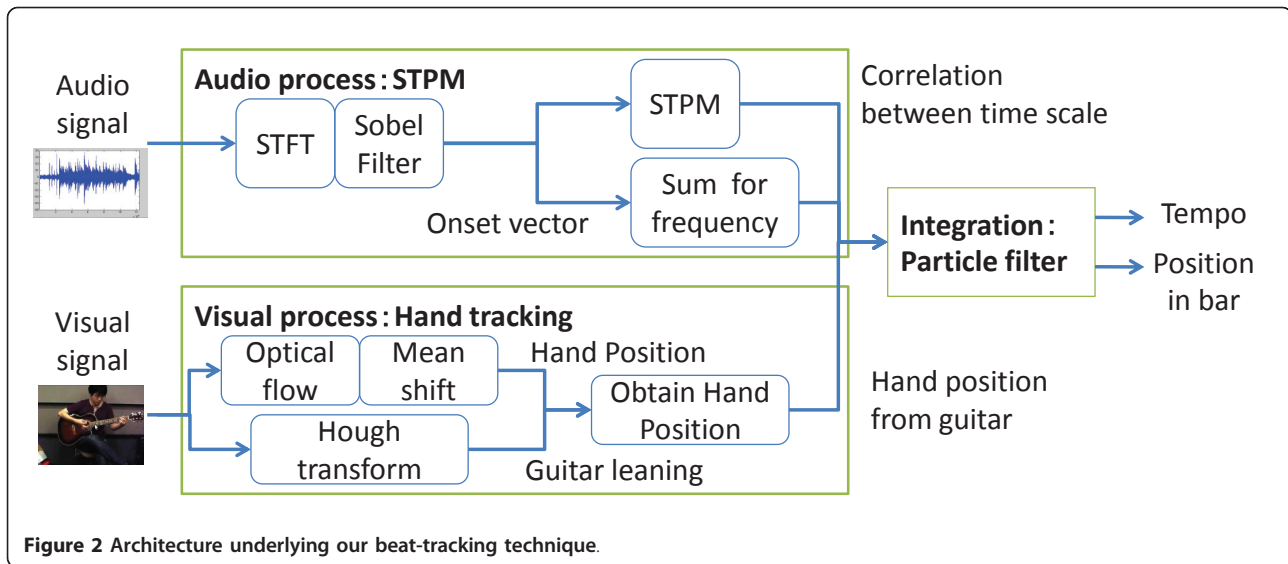 Audio
signal
Audio process : STPM
STFT
Sobel
Filter
Onset vector
STPM
Sum for
frequency
Correlation
between time scale
Visual
signal
Visual process : Hand tracking
Optical
flow
Mean
shift
Hand Position
Hough
transform
Guitar leaning
Obtain Hand
Position
Hand position
from guitar
Integration :
Particle filter
Tempo
Position
in bar
Figure 2 Architecture underlying our beat-tracking technique.